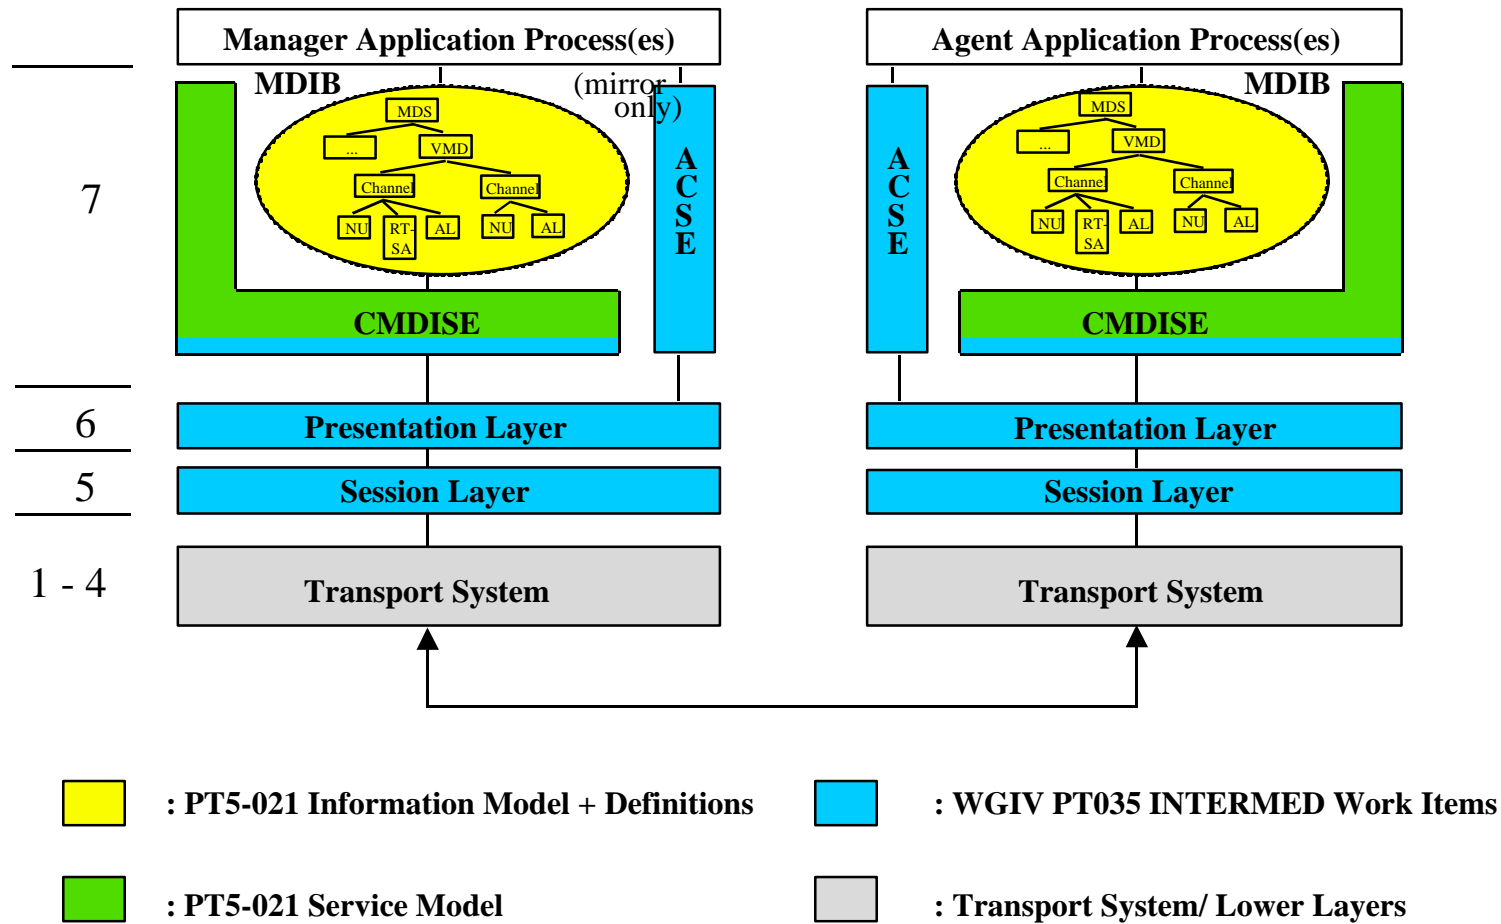 Manager Application Process(es)
Agent Application Process(es)
MDIB
(mirror
only)
MDIB
MDS
...
VMD
Channel
Channel
NU
RT-
SA
AL
NU
AL
A
C
S
E
A
C
S
E
MDS
...
VMD
Channel
Channel
NU
RT-
SA
AL
NU
AL
7
CMDISE
CMDISE
6
Presentation Layer
Presentation Layer
5
Session Layer
Session Layer
1 - 4
Transport System
Transport System
: PT5-021 Information Model + Definitions
: WGIV PT035 INTERMED Work Items
: PT5-021 Service Model
: Transport System/ Lower Layers